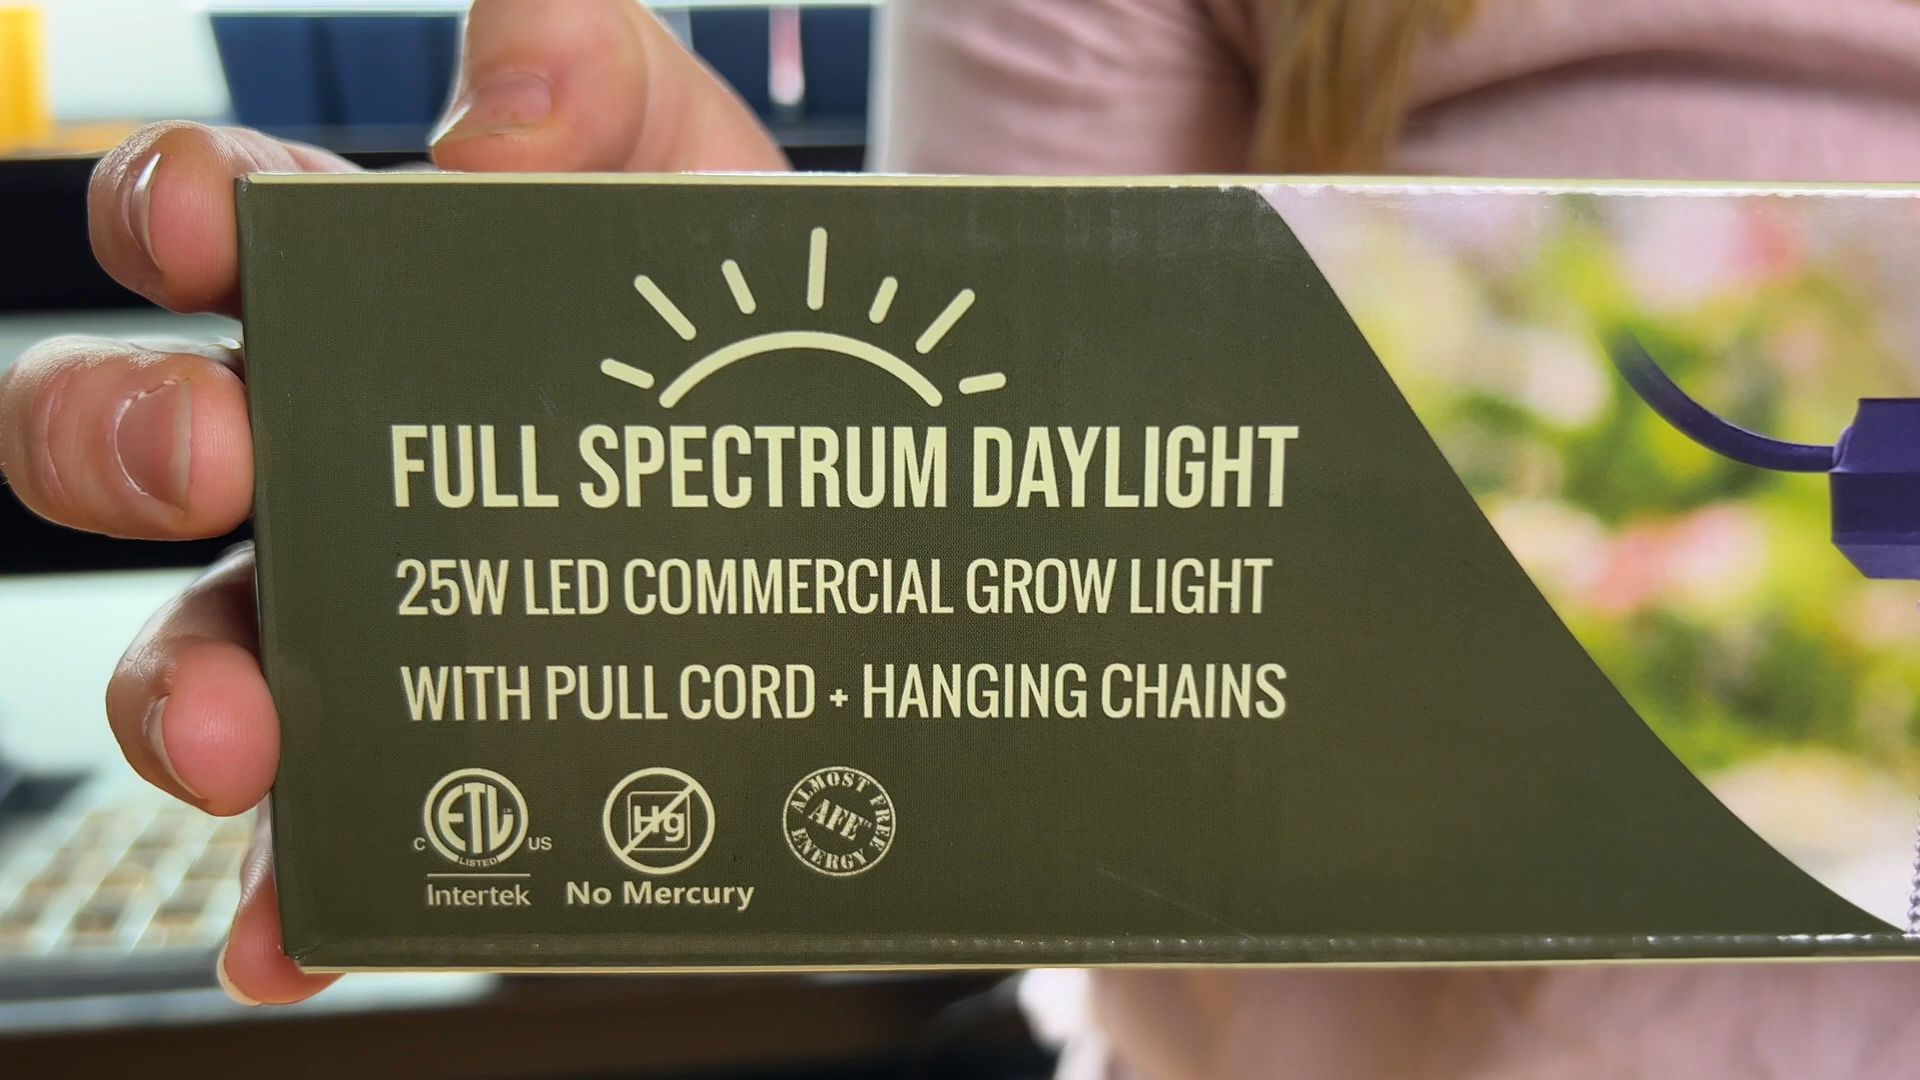 FULL SPECTRUM DAYLIGHT
25W LED COMMERCIAL GROW LIGHT
WITH PULL CORD + HANGING CHAINS
C ETL US
LISTED
Intertek
Hg
No Mercury
ALMOST FREE
AFE™
ENERGY